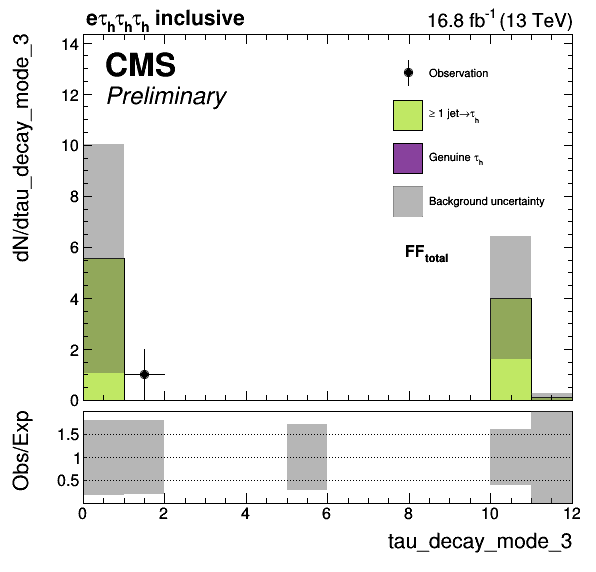 eτhτhτh inclusive
16.8 fb⁻¹ (13 TeV)
CMS
Preliminary
Observation
≥ 1 jet→τh
Genuine τh
Background uncertainty
FFtotal
dN/dtau_decay_mode_3
14
12
10
8
6
4
2
0
Obs/Exp
1.5
1
0.5
0 2 4 6 8 10 12
tau_decay_mode_3